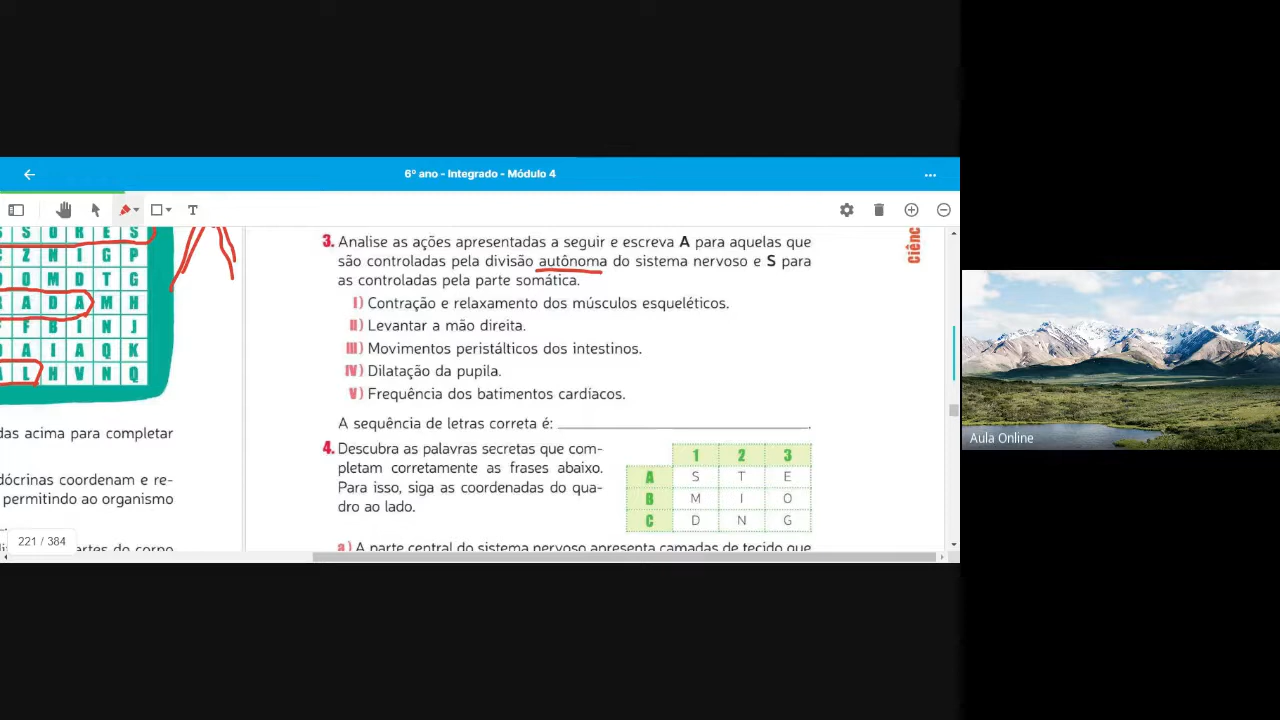 6º ano - Integrado - Módulo 4
S S O R E S
Z N I G P
Q M D T G
R A D A M H
F F B I N J
O A I A Q K
A L H V N Q
das acima para completar
dócrinas coordenam e re-
permitindo ao organismo
221 / 384
artes do corpo
Ciênc
3. Analise as ações apresentadas a seguir e escreva A para aquelas que
são controladas pela divisão autônoma do sistema nervoso e S para
as controladas pela parte somática.
I) Contração e relaxamento dos músculos esqueléticos.
II) Levantar a mão direita.
III) Movimentos peristálticos dos intestinos.
IV) Dilatação da pupila.
V) Frequência dos batimentos cardíacos.
A sequência de letras correta é: ____________________.
4. Descubra as palavras secretas que com-
pletam corretamente as frases abaixo.
Para isso, siga as coordenadas do qua-
dro ao lado.
1 2 3
A S T E
B M I O
C D N G
a) A parte central do sistema nervoso apresenta camadas de tecido que
Aula Online